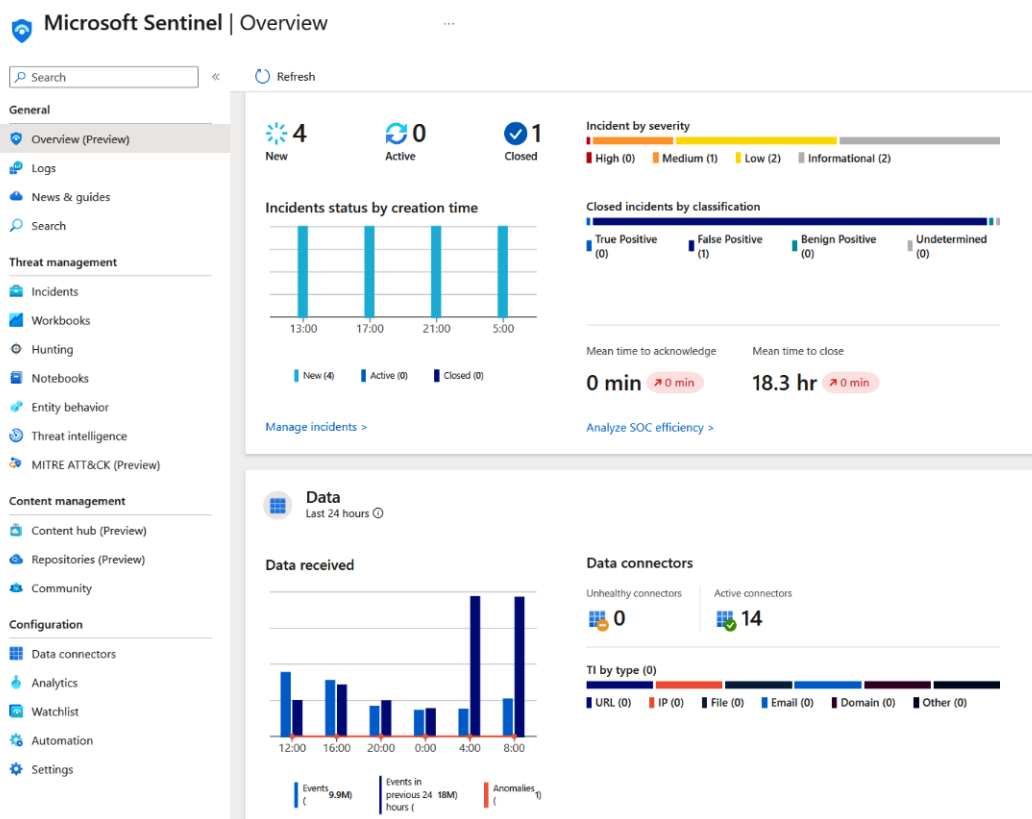 Microsoft Sentinel | Overview
...
Search
«
Refresh
General
Overview (Preview)
Logs
News & guides
Search
Threat management
Incidents
Workbooks
Hunting
Notebooks
Entity behavior
Threat intelligence
MITRE ATT&CK (Preview)
Content management
Content hub (Preview)
Repositories (Preview)
Community
Configuration
Data connectors
Analytics
Watchlist
Automation
Settings
4
New
0
Active
1
Closed
Incident by severity
High (0) Medium (1) Low (2) Informational (2)
Incidents status by creation time
13:00 17:00 21:00 5:00
New (4) Active (0) Closed (0)
Manage incidents >
Closed incidents by classification
True Positive
(0)
False Positive
(1)
Benign Positive
(0)
Undetermined
(0)
Mean time to acknowledge
0 min 0 min
Mean time to close
18.3 hr 0 min
Analyze SOC efficiency >
Data
Last 24 hours
Data received
12:00 16:00 20:00 0:00 4:00 8:00
Events
( 9.9M)
Events in
previous 24 18M)
hours (
Anomalies
( 1)
Data connectors
Unhealthy connectors
0
Active connectors
14
TI by type (0)
URL (0) IP (0) File (0) Email (0) Domain (0) Other (0)